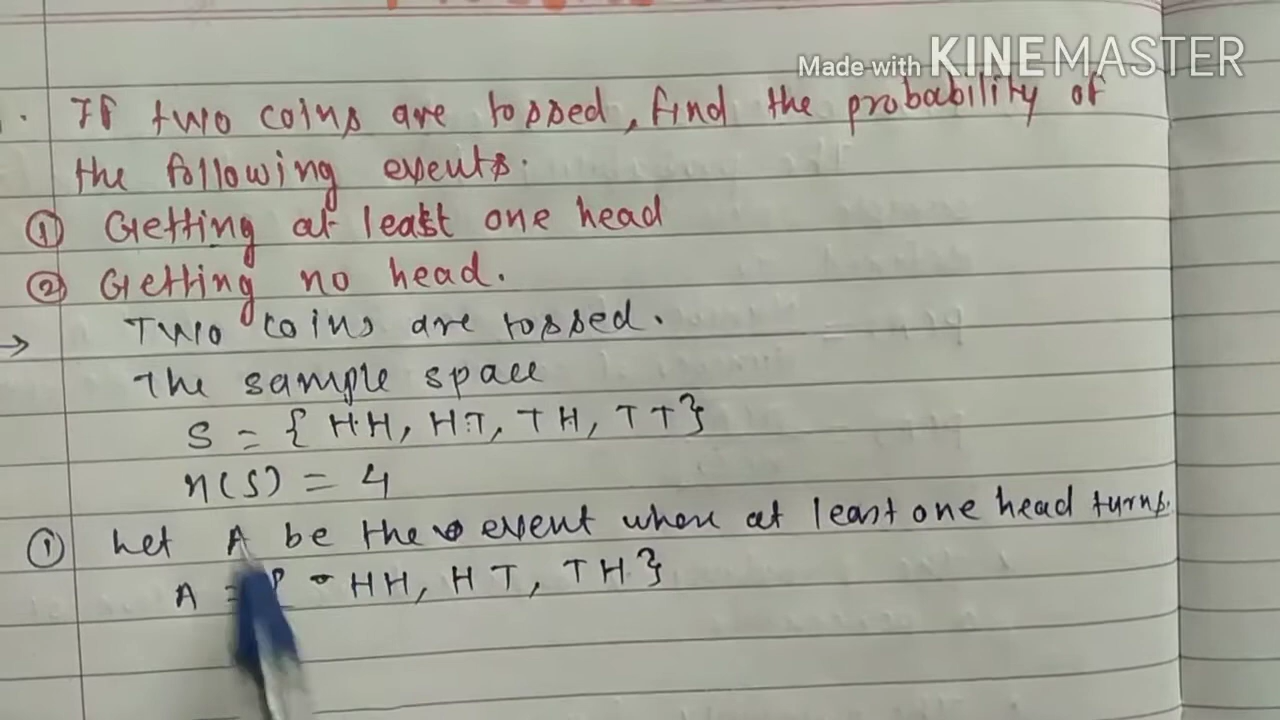 Made with KINEMASTER
If two coins are tossed, find the probability of
the following events.
① Getting at least one head
② Getting no head.
→ Two coins are tossed.
The sample space
S = { HH, HT, TH, TT}
n(S) = 4
① Let A be the event where at least one head turns.
A = { HH, HT, TH}